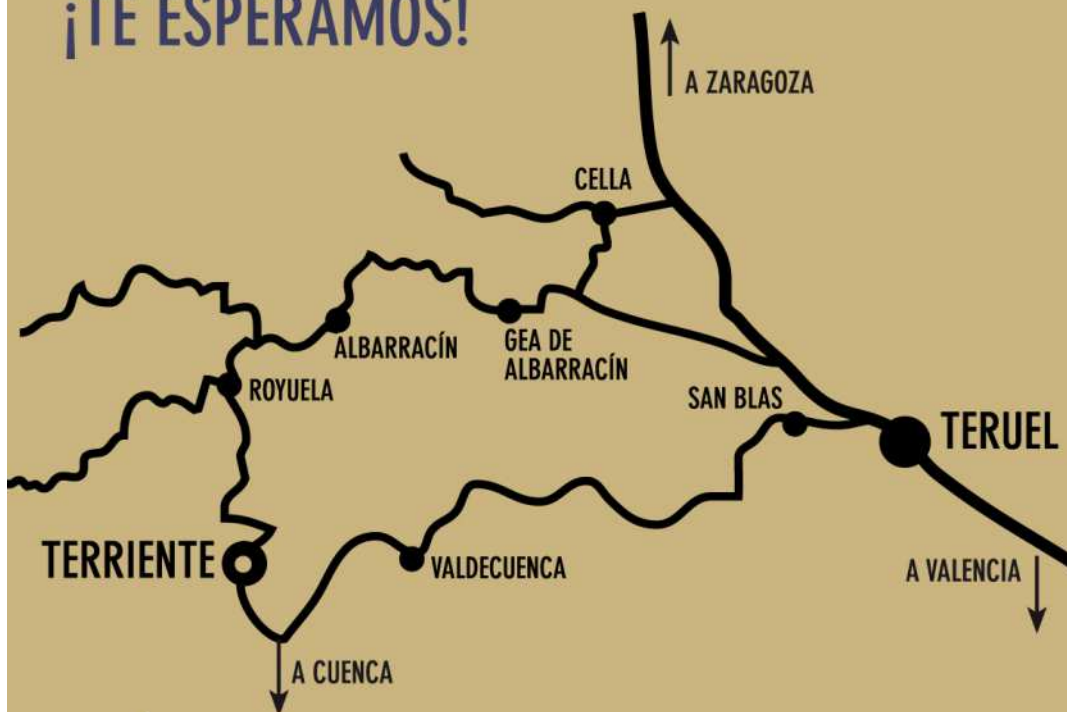 ¡TE ESPERAMOS!
A ZARAGOZA
CELLA
ALBARRACÍN
GEA DE
ALBARRACÍN
ROYUELA
SAN BLAS
TERUEL
TERRIENTE
VALDECUENCA
A VALENCIA
A CUENCA